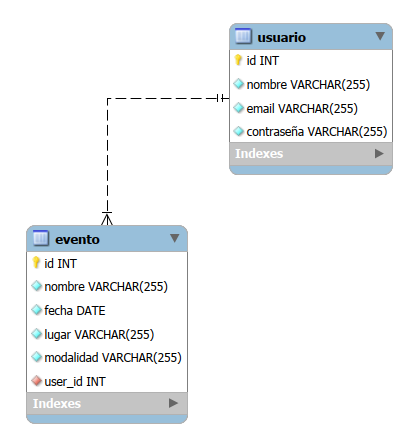 usuario
id INT
nombre VARCHAR(255)
email VARCHAR(255)
contraseña VARCHAR(255)
Indexes
evento
id INT
nombre VARCHAR(255)
fecha DATE
lugar VARCHAR(255)
modalidad VARCHAR(255)
user_id INT
Indexes